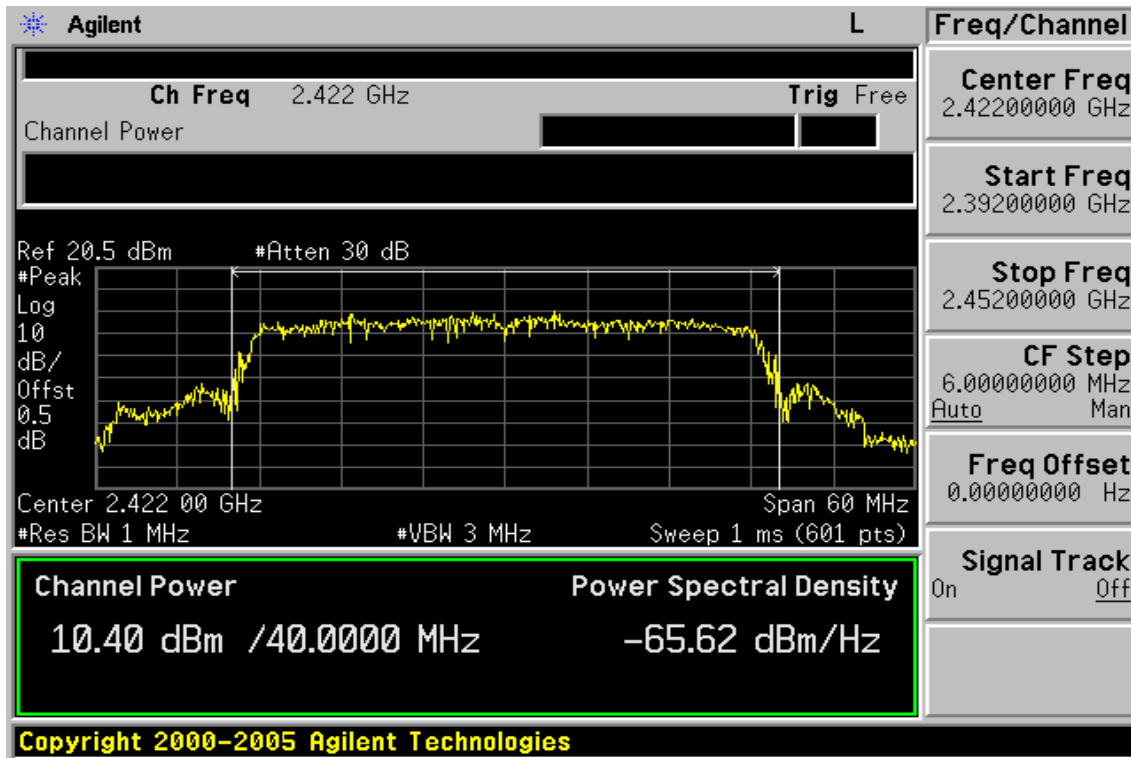 Agilent L
Ch Freq 2.422 GHz Trig Free
Channel Power
Ref 20.5 dBm #Atten 30 dB
#Peak
Log
10
dB/
Offst
0.5
dB
Center 2.422 00 GHz Span 60 MHz
#Res BW 1 MHz #VBW 3 MHz Sweep 1 ms (601 pts)
Channel Power Power Spectral Density
10.40 dBm /40.0000 MHz -65.62 dBm/Hz
Copyright 2000-2005 Agilent Technologies
Freq/Channel
Center Freq
2.42200000 GHz
Start Freq
2.39200000 GHz
Stop Freq
2.45200000 GHz
CF Step
6.00000000 MHz
Auto Man
Freq Offset
0.00000000 Hz
Signal Track
On Off